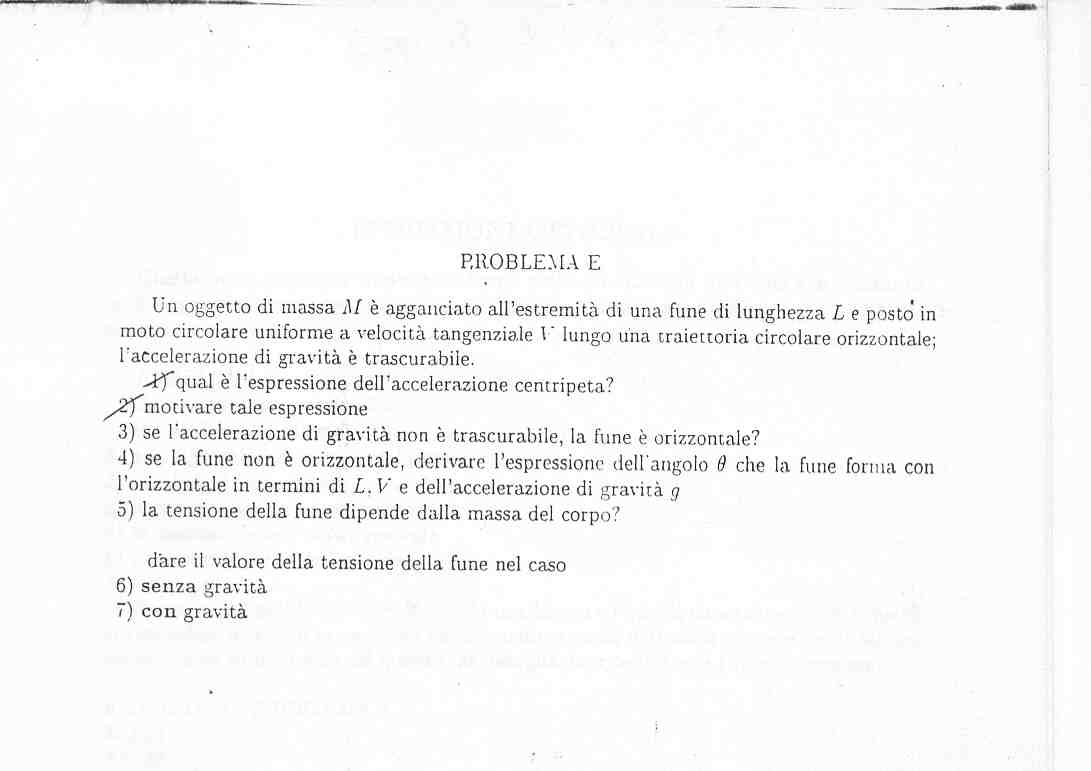 PROBLEMA E
Un oggetto di massa M è agganciato all'estremità di una fune di lunghezza L e posto in
moto circolare uniforme a velocità tangenziale V lungo una traiettoria circolare orizzontale;
l'accelerazione di gravità è trascurabile.
1) qual è l'espressione dell'accelerazione centripeta?
2) motivare tale espressione
3) se l'accelerazione di gravità non è trascurabile, la fune è orizzontale?
4) se la fune non è orizzontale, derivare l'espressione dell'angolo θ che la fune forma con
l'orizzontale in termini di L, V e dell'accelerazione di gravità g
5) la tensione della fune dipende dalla massa del corpo?
dare il valore della tensione della fune nel caso
6) senza gravità
7) con gravità